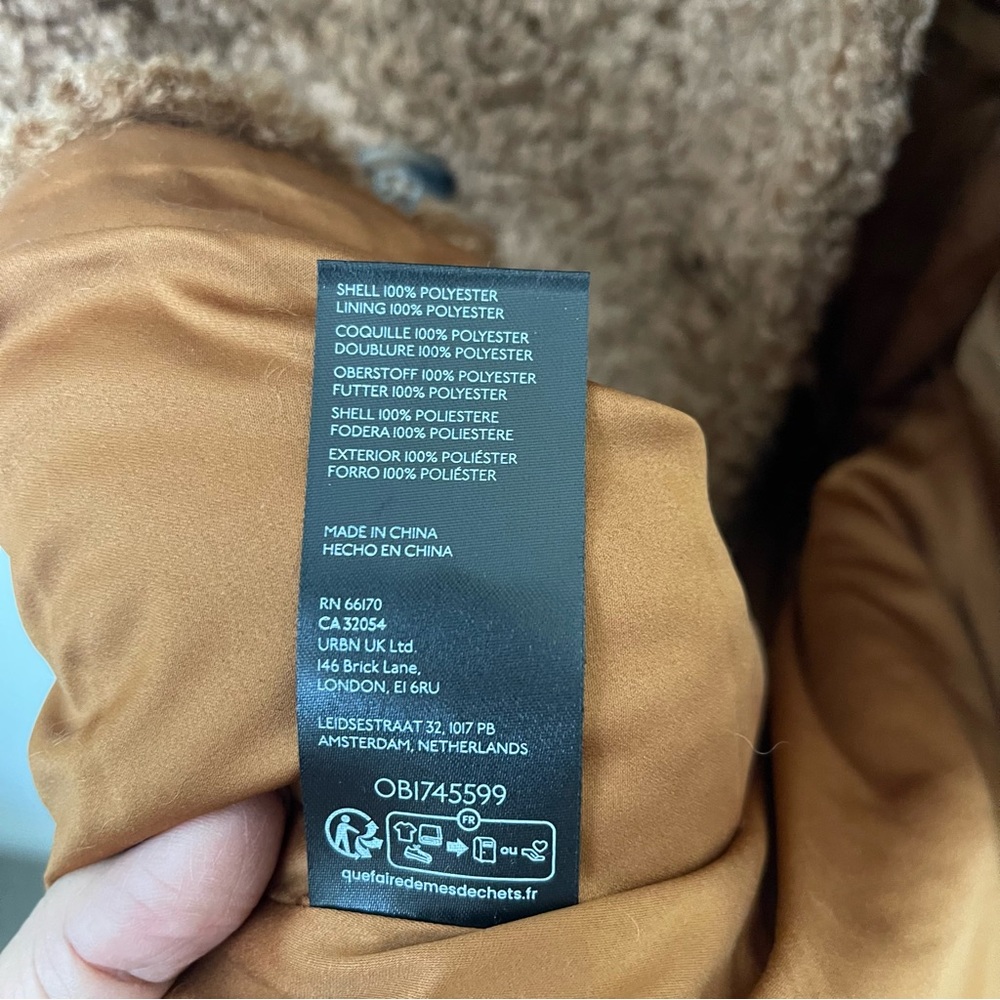 SHELL 100% POLYESTER
LINING 100% POLYESTER
COQUILLE 100% POLYESTER
DOUBLURE 100% POLYESTER
OBERSTOFF 100% POLYESTER
FUTTER 100% POLYESTER
SHELL 100% POLIESTERE
FODERA 100% POLIESTERE
EXTERIOR 100% POLIÉSTER
FORRO 100% POLIÉSTER
MADE IN CHINA
HECHO EN CHINA
RN 66170
CA 32054
URBN UK Ltd.
146 Brick Lane,
LONDON, E1 6RU
LEIDSESTRAAT 32, 1017 PB
AMSTERDAM, NETHERLANDS
OB1745599
FR
ou
quefairedemesdechets.fr